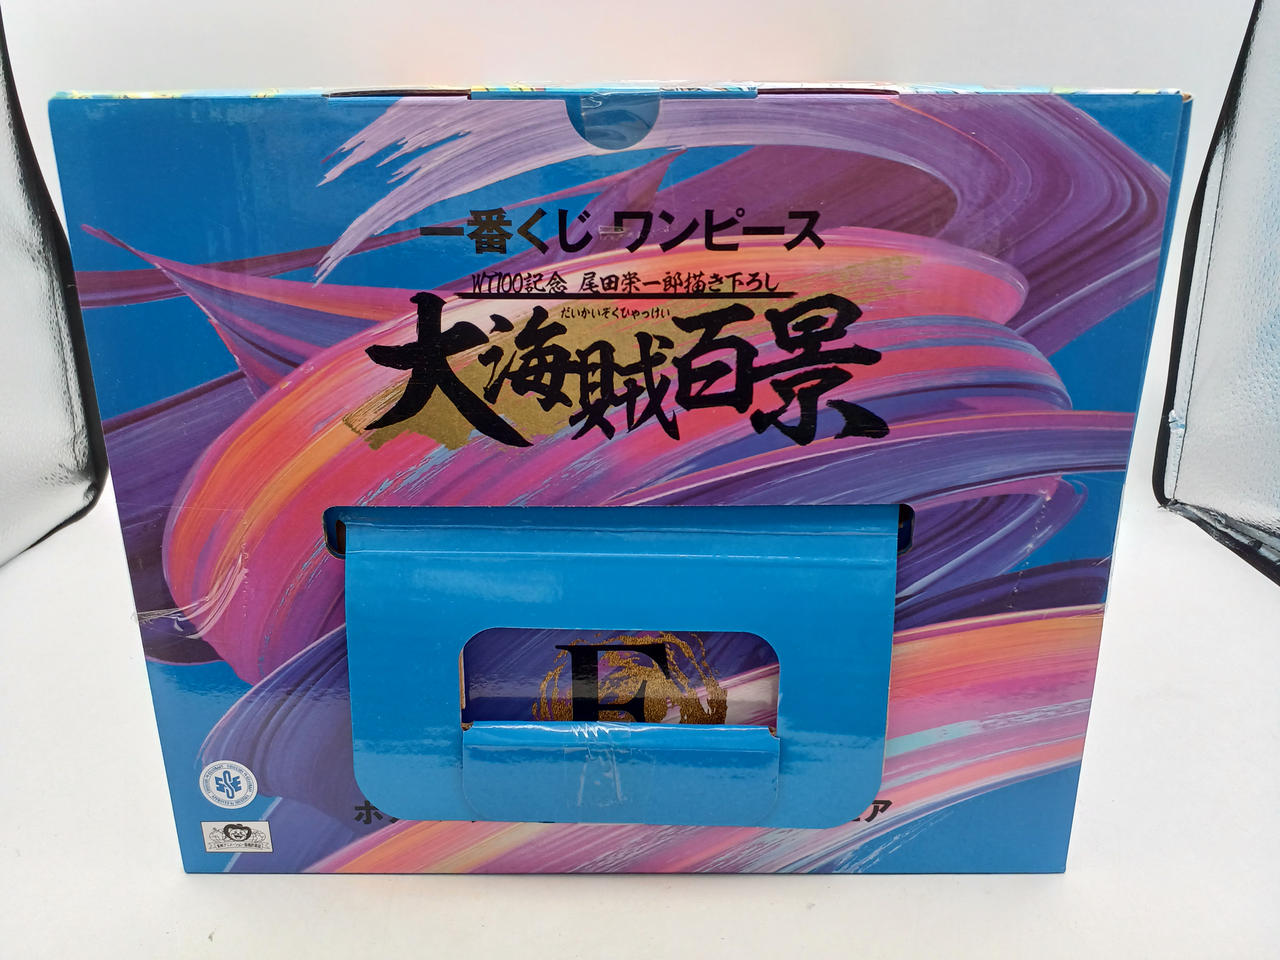 一番くじ ワンピース
WT100記念 尾田栄一郎描き下ろし
だいかいぞくひゃっけい
大海賊百景
E